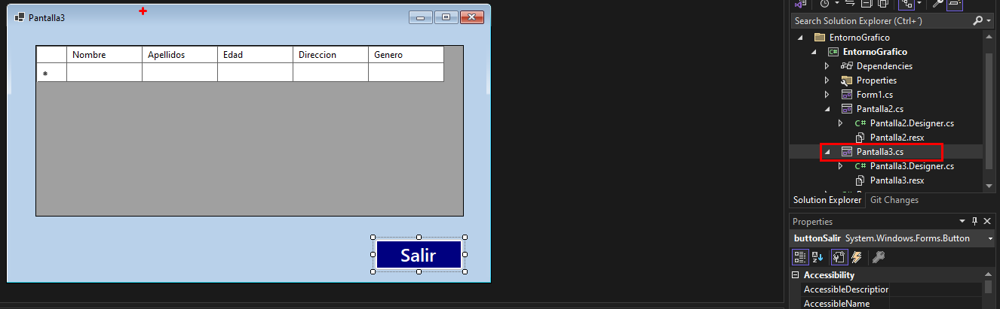 Pantalla3
Nombre Apellidos Edad Direccion Genero
*
Salir
Search Solution Explorer (Ctrl+´)
EntornoGrafico
C# EntornoGrafico
Dependencies
Properties
Form1.cs
Pantalla2.cs
C# Pantalla2.Designer.cs
Pantalla2.resx
Pantalla3.cs
C# Pantalla3.Designer.cs
Pantalla3.resx
Solution Explorer Git Changes
Properties
buttonSalir System.Windows.Forms.Button
Accessibility
AccessibleDescription
AccessibleName